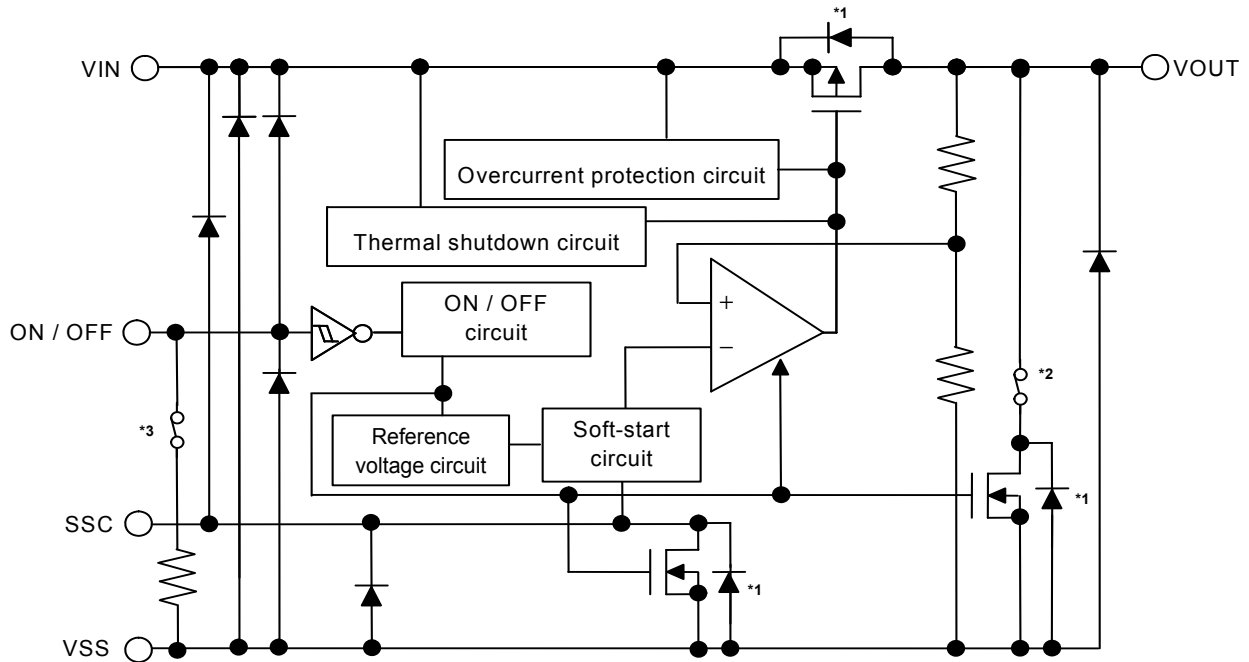 *1
VIN
VOUT
Overcurrent protection circuit
Thermal shutdown circuit
ON / OFF
ON / OFF
circuit
+
−
*2
*3
Reference
voltage circuit
Soft-start
circuit
*1
SSC
*1
VSS